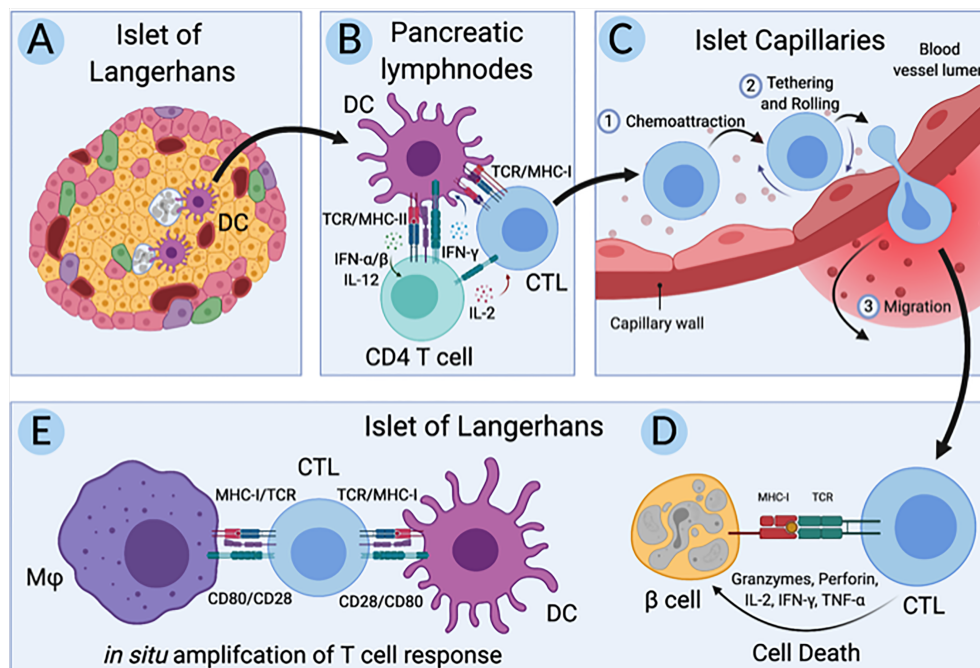 A
Islet of
Langerhans
DC
B
Pancreatic
lymphnodes
DC
TCR/MHC-I
TCR/MHC-II
IFN-α/β
IL-12
IFN-γ
CTL
IL-2
CD4 T cell
C
Islet Capillaries
Blood
vessel lumen
1 Chemoattraction
2 Tethering
and Rolling
Capillary wall
3 Migration
E
Islet of Langerhans
CTL
MHC-I/TCR
TCR/MHC-I
Mφ
CD80/CD28
CD28/CD80
DC
in situ amplifcation of T cell response
D
MHC-I
TCR
β cell
Granzymes, Perforin,
IL-2, IFN-γ, TNF-α
CTL
Cell Death